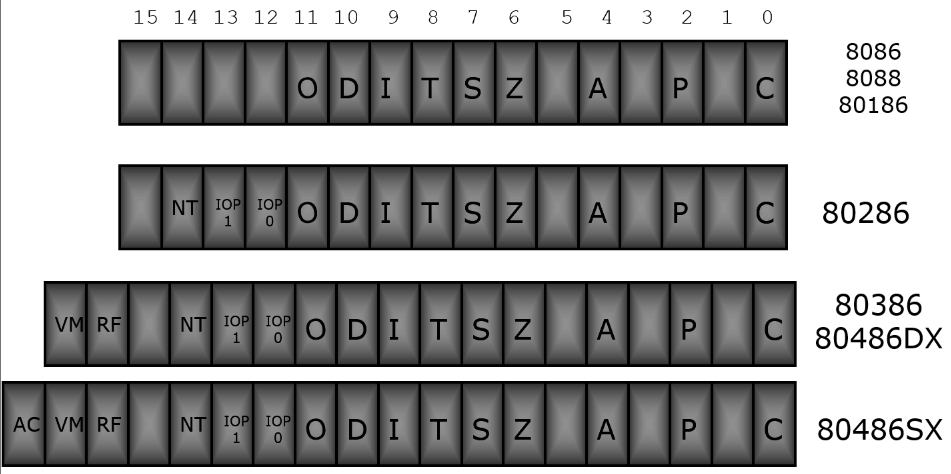 15 14 13 12 11 10 9 8 7 6 5 4 3 2 1 0
O D I T S Z A P C
8086
8088
80186
NT IOP 1 IOP 0 O D I T S Z A P C
80286
VM RF NT IOP 1 IOP 0 O D I T S Z A P C
80386
80486DX
AC VM RF NT IOP 1 IOP 0 O D I T S Z A P C
80486SX